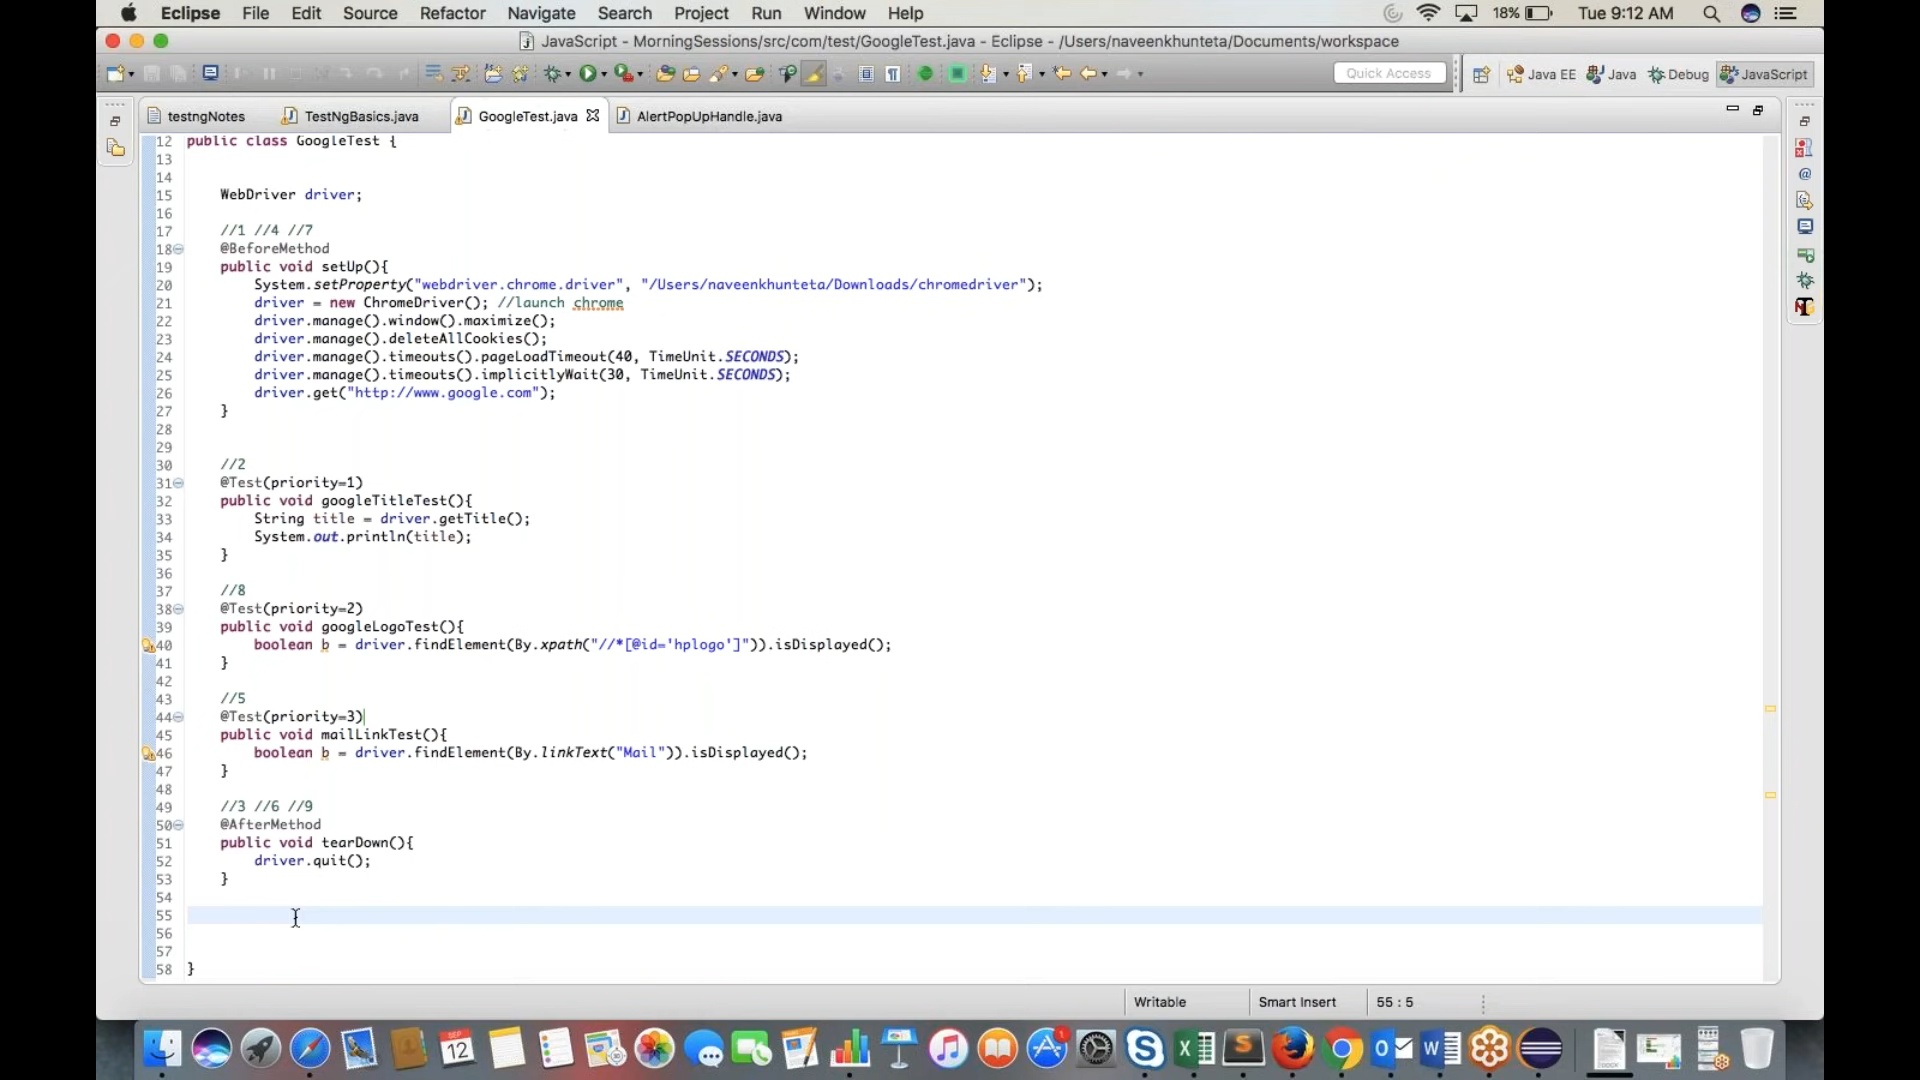 Eclipse File Edit Source Refactor Navigate Search Project Run Window Help 18% Tue 9:12 AM
JavaScript - MorningSessions/src/com/test/GoogleTest.java - Eclipse - /Users/naveenkhunteta/Documents/workspace
Quick Access Java EE Java Debug JavaScript
testngNotes TestNgBasics.java GoogleTest.java AlertPopUpHandle.java
12 public class GoogleTest {
13
14
15 WebDriver driver;
16
17 //1 //4 //7
18 @BeforeMethod
19 public void setUp(){
20 System.setProperty("webdriver.chrome.driver", "/Users/naveenkhunteta/Downloads/chromedriver");
21 driver = new ChromeDriver(); //launch chrome
22 driver.manage().window().maximize();
23 driver.manage().deleteAllCookies();
24 driver.manage().timeouts().pageLoadTimeout(40, TimeUnit.SECONDS);
25 driver.manage().timeouts().implicitlyWait(30, TimeUnit.SECONDS);
26 driver.get("http://www.google.com");
27 }
28
29
30 //2
31 @Test(priority=1)
32 public void googleTitleTest(){
33 String title = driver.getTitle();
34 System.out.println(title);
35 }
36
37 //8
38 @Test(priority=2)
39 public void googleLogoTest(){
40 boolean b = driver.findElement(By.xpath("//*[@id='hplogo']")).isDisplayed();
41 }
42
43 //5
44 @Test(priority=3)
45 public void mailLinkTest(){
46 boolean b = driver.findElement(By.linkText("Mail")).isDisplayed();
47 }
48
49 //3 //6 //9
50 @AfterMethod
51 public void tearDown(){
52 driver.quit();
53 }
54
55
56
57
58 }
Writable Smart Insert 55 : 5
SEP
12
1